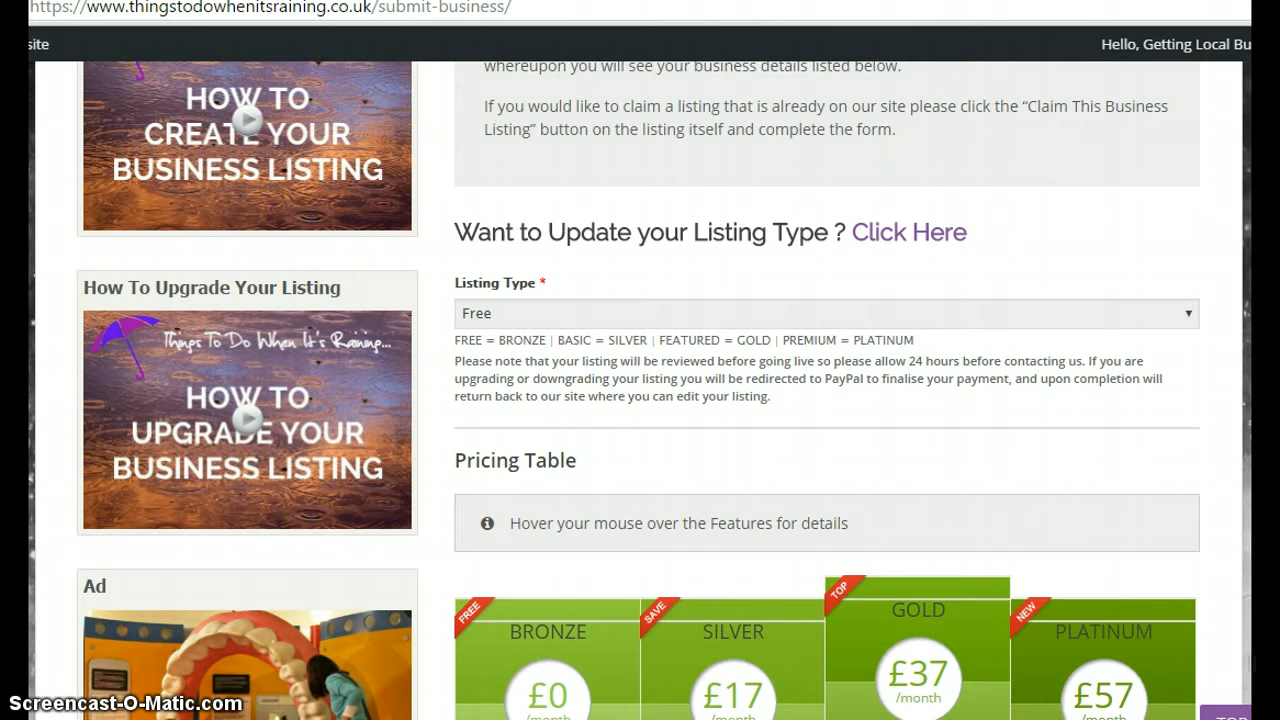 https://www.thingstodowhenitsraining.co.uk/submit-business/
site
Hello, Getting Local Bu
HOW TO
CREATE YOUR
BUSINESS LISTING
whereupon you will see your business details listed below.
If you would like to claim a listing that is already on our site please click the “Claim This Business
Listing” button on the listing itself and complete the form.
Want to Update your Listing Type ? Click Here
How To Upgrade Your Listing
Things To Do When It's Raining...
HOW TO
UPGRADE YOUR
BUSINESS LISTING
Listing Type *
Free
FREE = BRONZE | BASIC = SILVER | FEATURED = GOLD | PREMIUM = PLATINUM
Please note that your listing will be reviewed before going live so please allow 24 hours before contacting us. If you are
upgrading or downgrading your listing you will be redirected to PayPal to finalise your payment, and upon completion will
return back to our site where you can edit your listing.
Pricing Table
Hover your mouse over the Features for details
Ad
FREE
BRONZE
£0
/month
SAVE
SILVER
£17
/month
TOP
GOLD
£37
/month
NEW
PLATINUM
£57
/month
TOP
Screencast-O-Matic.com